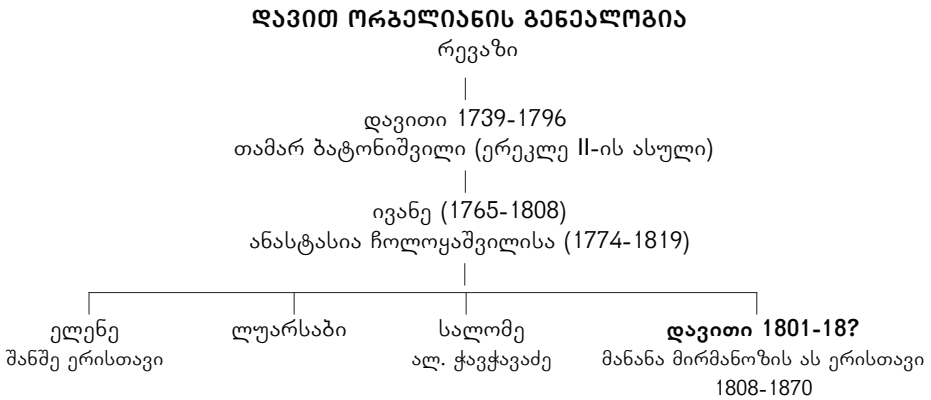 ᲓᲐᲕᲘᲗ ᲝᲠᲑᲔᲚᲘᲐᲜᲘᲡ ᲒᲔᲜᲔᲐᲚᲝᲒᲘᲐ
რევაზი
დავითი 1739-1796
თამარ ბატონიშვილი (ერეკლე II-ის ასული)
ივანე (1765-1808)
ანასტასია ჩოლოყაშვილისა (1774-1819)
ელენე ლუარსაბი სალომე დავითი 1801-18?
შანშე ერისთავი ალ. ჭავჭავაძე მანანა მირმანოზის ას ერისთავი
1808-1870